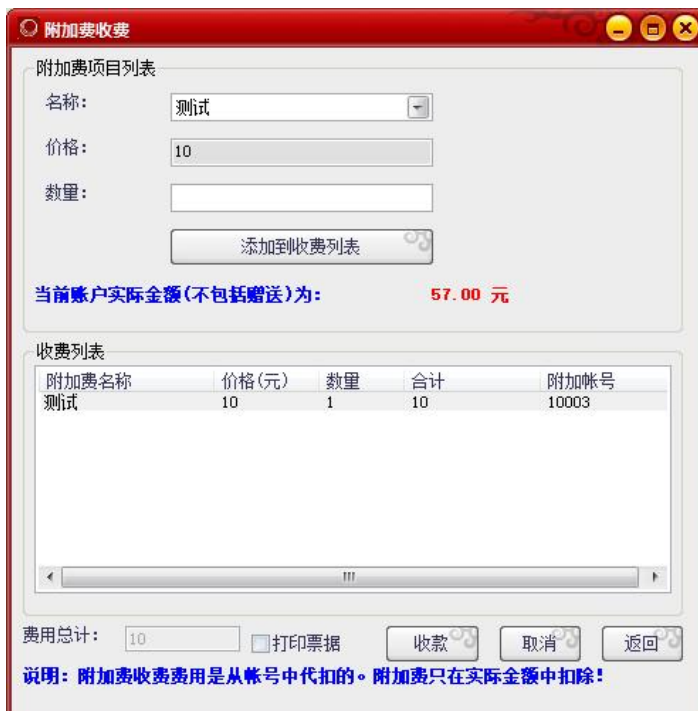 附加费收费
附加费项目列表
名称： 测试
价格： 10
数量：
添加到收费列表
当前账户实际金额(不包括赠送)为： 57.00 元
收费列表
附加费名称 价格(元) 数量 合计 附加帐号
测试 10 1 10 10003
费用总计： 10 打印票据 收款 取消 返回
说明：附加费收费费用是从帐号中代扣的。附加费只在实际金额中扣除！